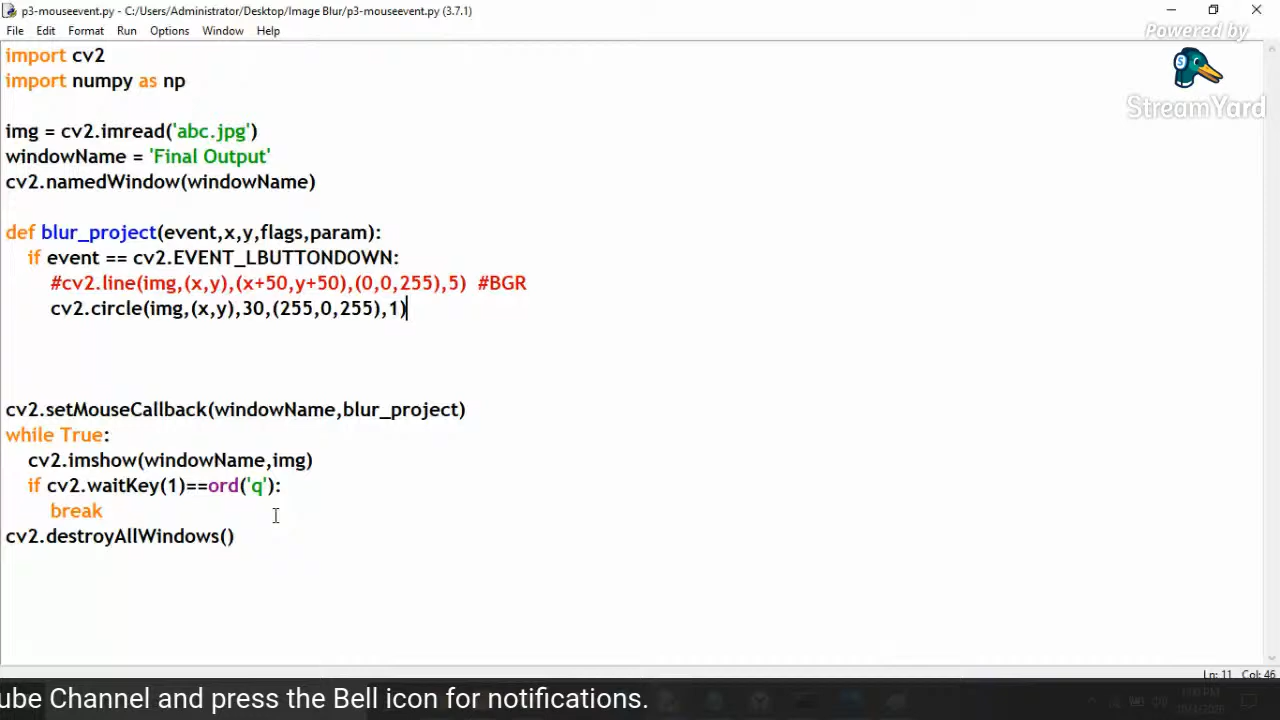 p3-mouseevent.py - C:/Users/Administrator/Desktop/Image Blur/p3-mouseevent.py (3.7.1)
File Edit Format Run Options Window Help
Powered by
StreamYard
import cv2
import numpy as np
img = cv2.imread('abc.jpg')
windowName = 'Final Output'
cv2.namedWindow(windowName)
def blur_project(event,x,y,flags,param):
if event == cv2.EVENT_LBUTTONDOWN:
#cv2.line(img,(x,y),(x+50,y+50),(0,0,255),5) #BGR
cv2.circle(img,(x,y),30,(255,0,255),1)
cv2.setMouseCallback(windowName,blur_project)
while True:
cv2.imshow(windowName,img)
if cv2.waitKey(1)==ord('q'):
break
cv2.destroyAllWindows()
Ln: 11 Col: 46
ube Channel and press the Bell icon for notifications.